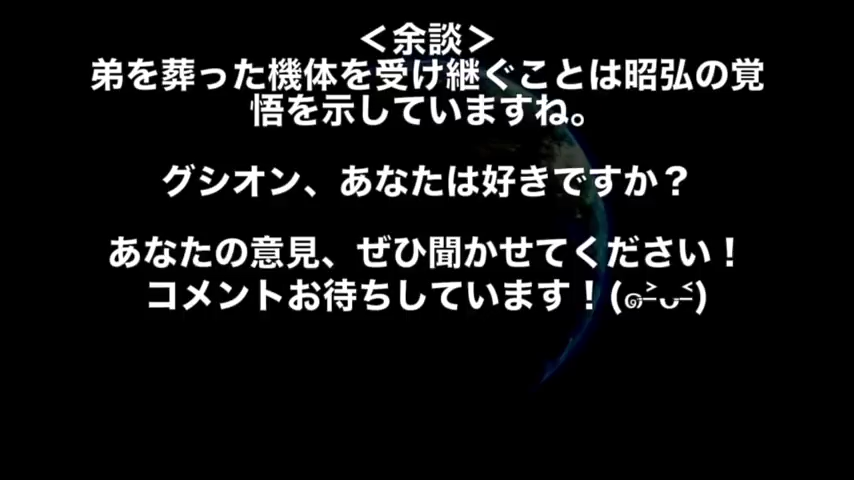 ＜余談＞
弟を葬った機体を受け継ぐことは昭弘の覚
悟を示していますね。
グシオン、あなたは好きですか？
あなたの意見、ぜひ聞かせてください！
コメントお待ちしています！(๑˃̵ᴗ˂̵)